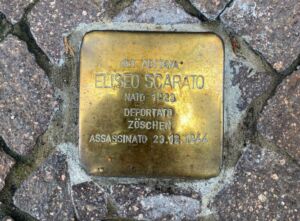 QUI ABITAVA
ELISEO SCARATO
NATO
DEPORTATO
ZÖSCHEN
ASSASSINATO 23.12.1944